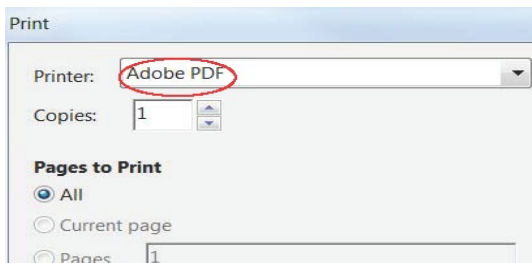 Print
Printer: Adobe PDF
Copies: 1
Pages to Print
All
Current page
Pages 1